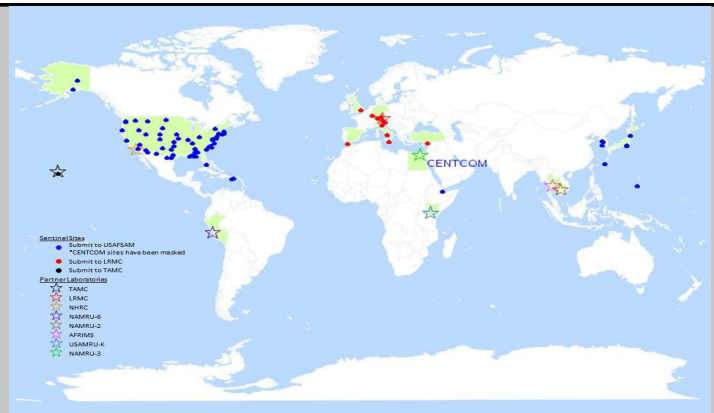 CENTCOM
Sentinel Sites
Submit to USAFSAM
*CENTCOM sites have been masked
Submit to LRMC
Submit to TAMC
Partner Laboratories
TAMC
LRMC
NHRC
NAMRU-6
NAMRU-2
AFRIMS
USAMRU-K
NAMRU-3